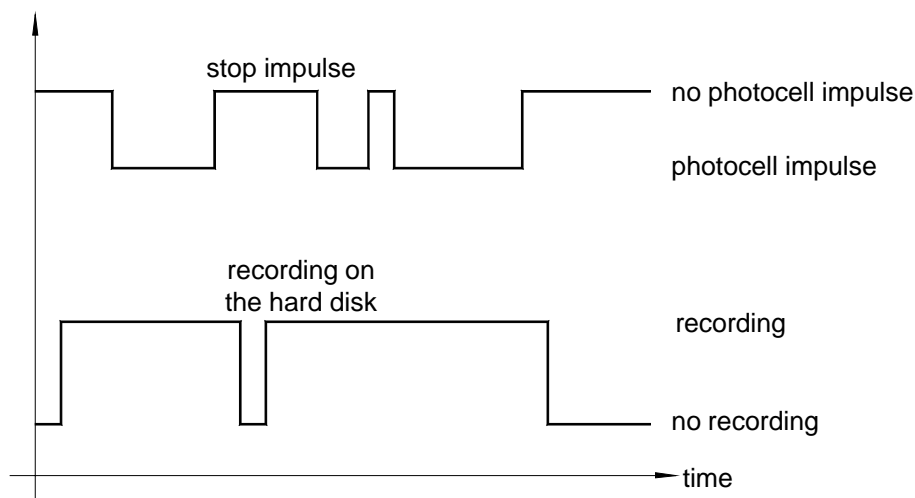 stop impulse
no photocell impulse
photocell impulse
recording on
the hard disk
recording
no recording
time